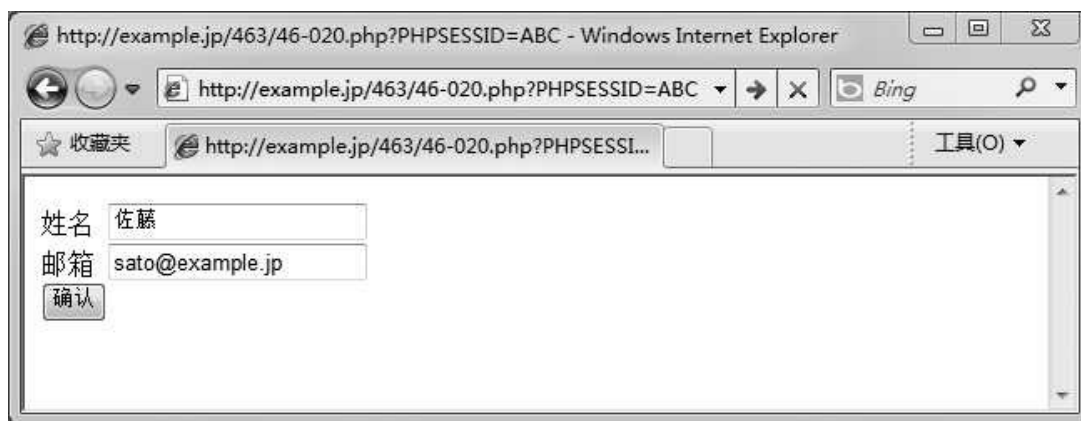 http://example.jp/463/46-020.php?PHPSESSID=ABC - Windows Internet Explorer
http://example.jp/463/46-020.php?PHPSESSID=ABC
Bing
收藏夹
http://example.jp/463/46-020.php?PHPSESSI...
工具(O)
姓名 佐藤
邮箱 sato@example.jp
确认